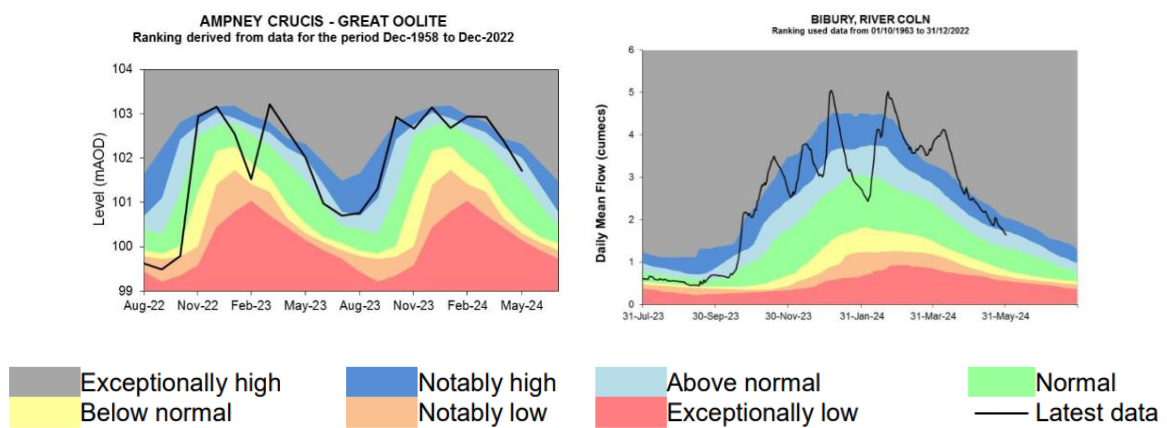 AMPNEY CRUCIS - GREAT OOLITE
Ranking derived from data for the period Dec-1958 to Dec-2022
Level (mAOD)
104
103
102
101
100
99
Aug-22
Nov-22
Feb-23
May-23
Aug-23
Nov-23
Feb-24
May-24
BIBURY, RIVER COLN
Ranking used data from 01/10/1963 to 31/12/2022
Daily Mean Flow (cumecs)
6
5
4
3
2
1
0
31-Jul-23
30-Sep-23
30-Nov-23
31-Jan-24
31-Mar-24
31-May-24
Exceptionally high
Notably high
Above normal
Normal
Below normal
Notably low
Exceptionally low
Latest data